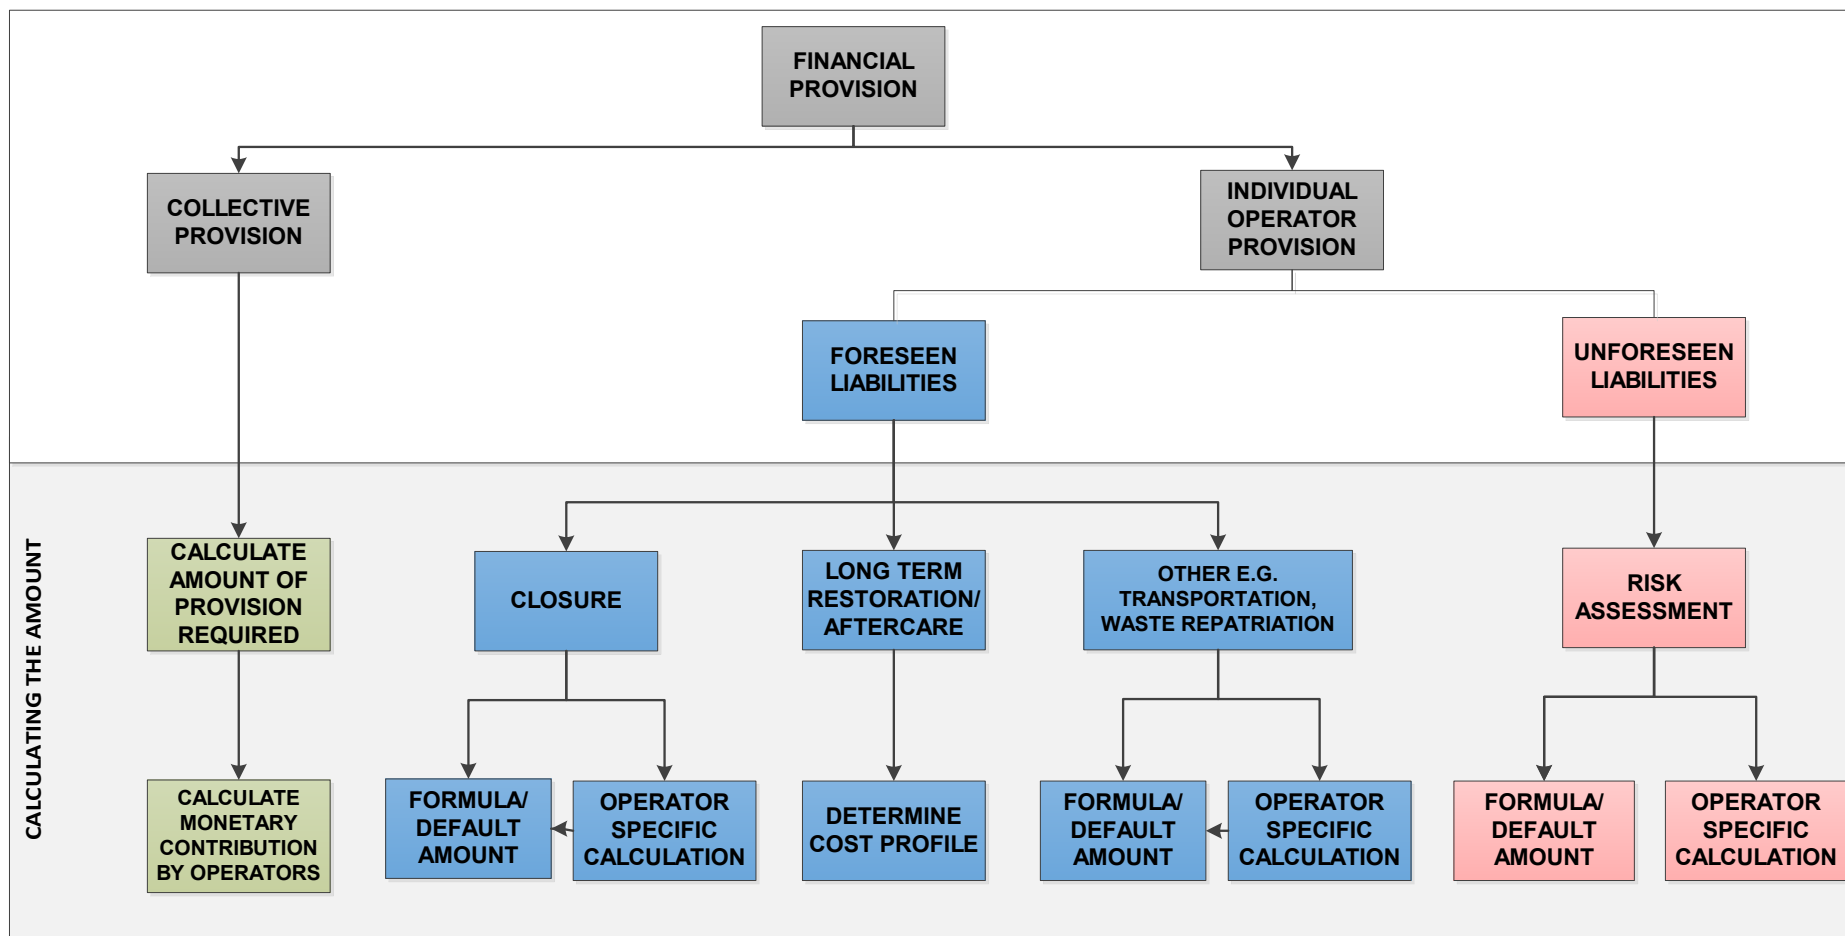 FINANCIAL
PROVISION
COLLECTIVE
PROVISION
INDIVIDUAL
OPERATOR
PROVISION
FORESEEN
LIABILITIES
UNFORESEEN
LIABILITIES
CALCULATING THE AMOUNT
CALCULATE
AMOUNT OF
PROVISION
REQUIRED
CLOSURE
LONG TERM
RESTORATION/
AFTERCARE
OTHER E.G.
TRANSPORTATION,
WASTE REPATRIATION
RISK
ASSESSMENT
CALCULATE
MONETARY
CONTRIBUTION
BY OPERATORS
FORMULA/
DEFAULT
AMOUNT
OPERATOR
SPECIFIC
CALCULATION
DETERMINE
COST PROFILE
FORMULA/
DEFAULT
AMOUNT
OPERATOR
SPECIFIC
CALCULATION
FORMULA/
DEFAULT
AMOUNT
OPERATOR
SPECIFIC
CALCULATION